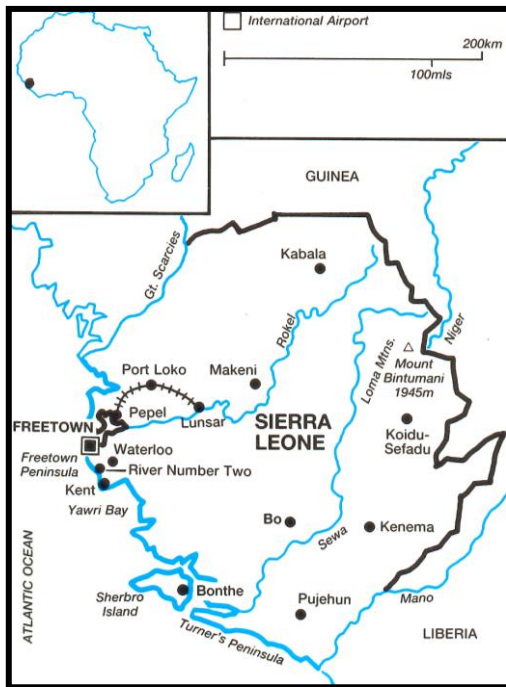 International Airport
200km
100mls
GUINEA
Gt. Scarcies
Kabala
Rokel
Niger
Loma Mtns.
Mount
Bintumani
1945m
Port Loko
Makeni
Pepel
Lunsar
FREETOWN
SIERRA
LEONE
Koidu-
Sefadu
Freetown
Peninsula
Waterloo
River Number Two
Kent
Yawri Bay
Bo
Sewa
Kenema
ATLANTIC OCEAN
Sherbro
Island
Bonthe
Pujehun
Mano
Turner's Peninsula
LIBERIA